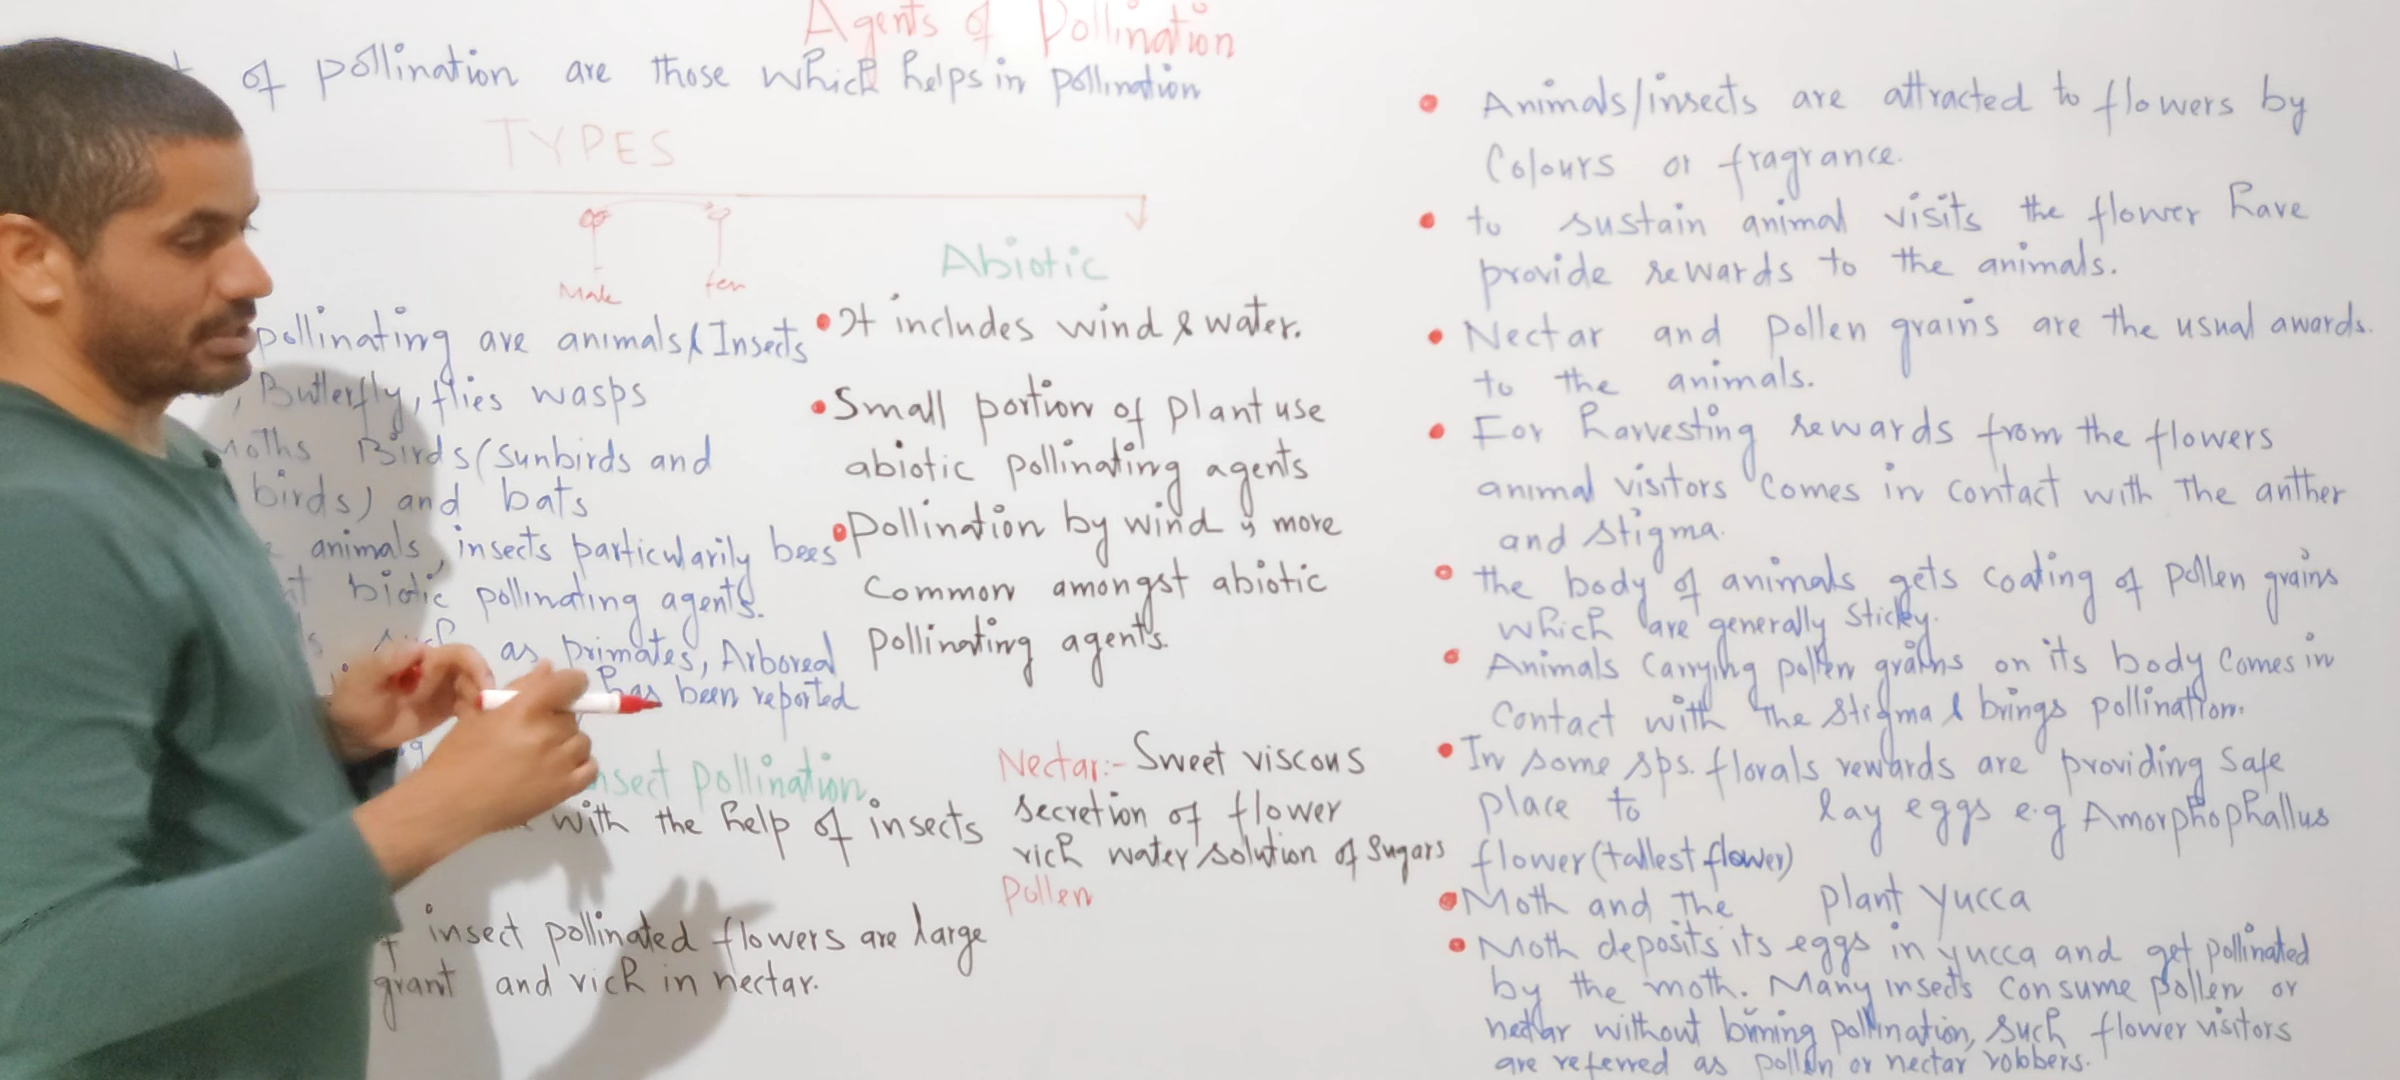 Agents of Pollination
of pollination are those which helps in pollination
TYPES
Male
fem
Abiotic
pollinating are animals & Insects
, Butterfly, flies wasps
moths Birds (sunbirds and
birds) and bats
animals, insects particularily bees
biotic pollinating agents.
such as primates, Arboreal
has been reported
nsect pollination
with the help of insects
insect pollinated flowers are large
grant and rich in nectar.
• It includes wind & water.
• Small portion of plant use
abiotic pollinating agents
• Pollination by wind is more
Common amongst abiotic
pollinating agents.
Nectar:- Sweet viscous
secretion of flower
rich water solution of Sugars
Pollen
• Animals/insects are attracted to flowers by
Colours or fragrance.
• to sustain animal visits the flower have
provide rewards to the animals.
• Nectar and pollen grains are the usual awards.
to the animals.
• For harvesting rewards from the flowers
animal visitors comes in contact with The anther
and stigma.
• the body of animals gets coating of pollen grains
which are generally sticky.
• Animals carrying pollen grains on its body comes in
Contact with the stigma & brings pollination.
• In some sps. florals rewards are providing safe
place to lay eggs e.g Amorphophallus
flower (tallest flower)
• Moth and the plant yucca
• Moth deposits its eggs in yucca and get pollinated
by the moth. Many insects consume pollen or
nectar without bining pollination, such flower visitors
are referred as pollen or nectar robbers.